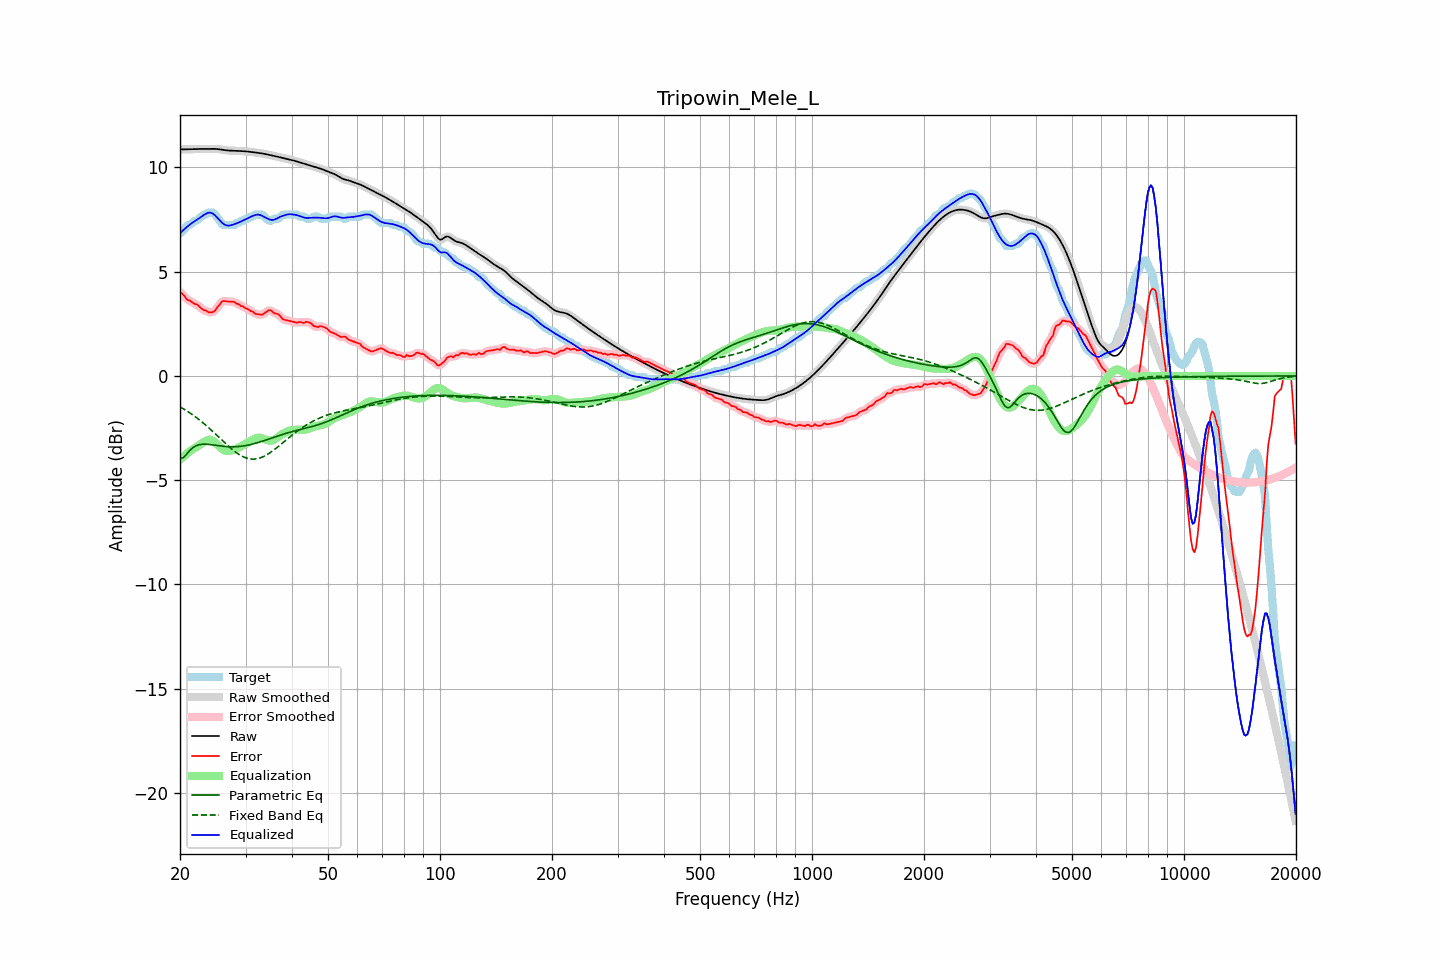 Tripowin_Mele_L
Amplitude (dBr)
10
5
0
−5
−10
−15
−20
Target
Raw Smoothed
Error Smoothed
Raw
Error
Equalization
Parametric Eq
Fixed Band Eq
Equalized
20 50 100 200 500 1000 2000 5000 10000 20000
Frequency (Hz)